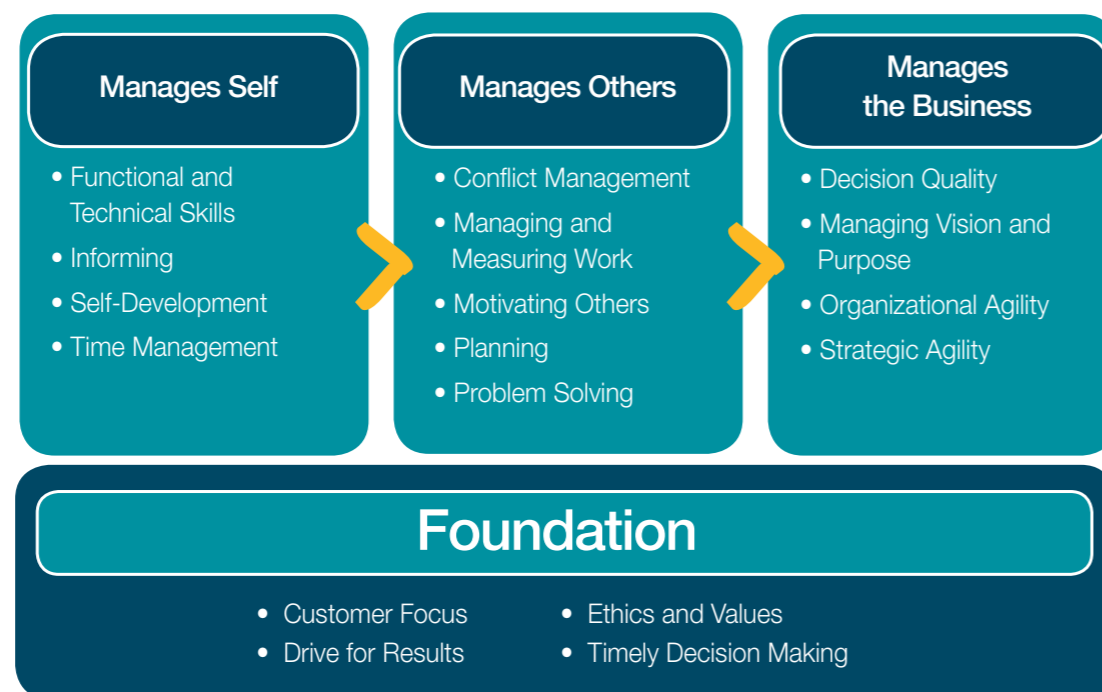 Manages Self
• Functional and
Technical Skills
• Informing
• Self-Development
• Time Management
Manages Others
• Conflict Management
• Managing and
Measuring Work
• Motivating Others
• Planning
• Problem Solving
Manages
the Business
• Decision Quality
• Managing Vision and
Purpose
• Organizational Agility
• Strategic Agility
Foundation
• Customer Focus
• Drive for Results
• Ethics and Values
• Timely Decision Making